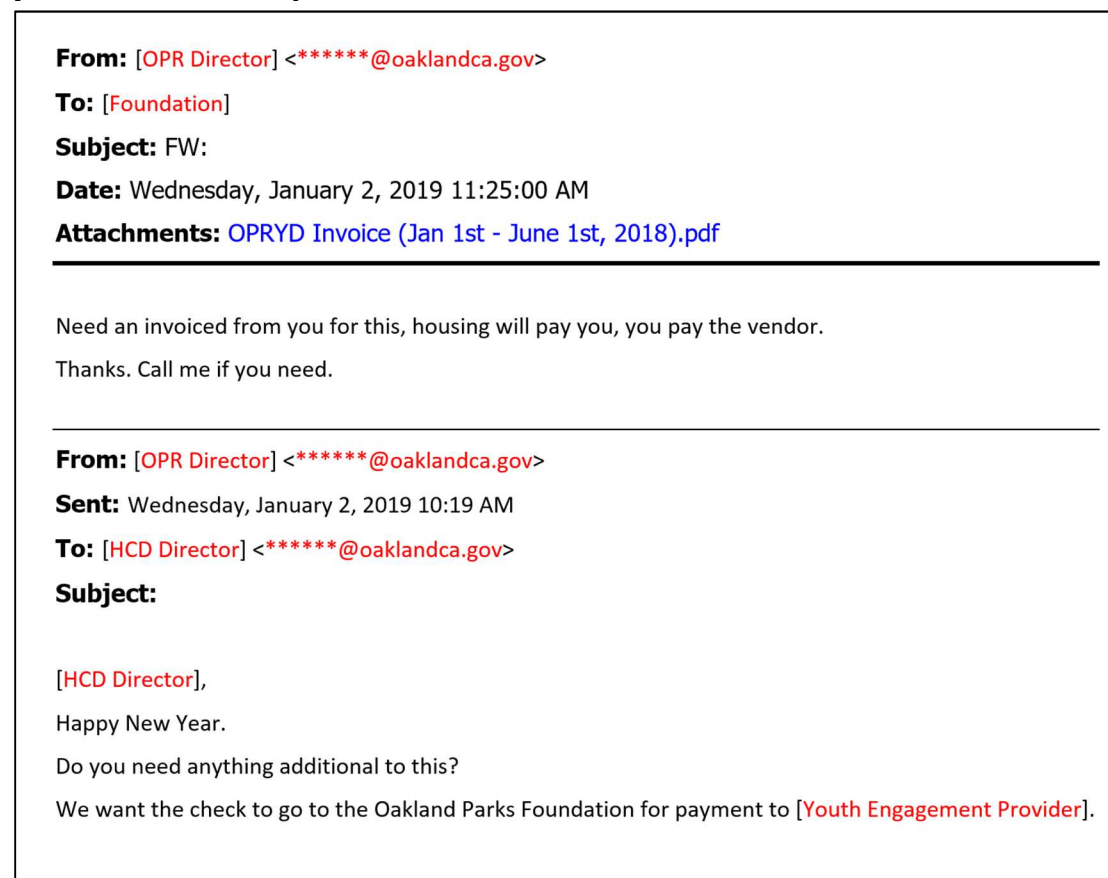 From: [OPR Director] <******@oaklandca.gov>
To: [Foundation]
Subject: FW:
Date: Wednesday, January 2, 2019 11:25:00 AM
Attachments: OPRYD Invoice (Jan 1st - June 1st, 2018).pdf
Need an invoiced from you for this, housing will pay you, you pay the vendor.
Thanks. Call me if you need.
From: [OPR Director] <******@oaklandca.gov>
Sent: Wednesday, January 2, 2019 10:19 AM
To: [HCD Director] <******@oaklandca.gov>
Subject:
[HCD Director],
Happy New Year.
Do you need anything additional to this?
We want the check to go to the Oakland Parks Foundation for payment to [Youth Engagement Provider].